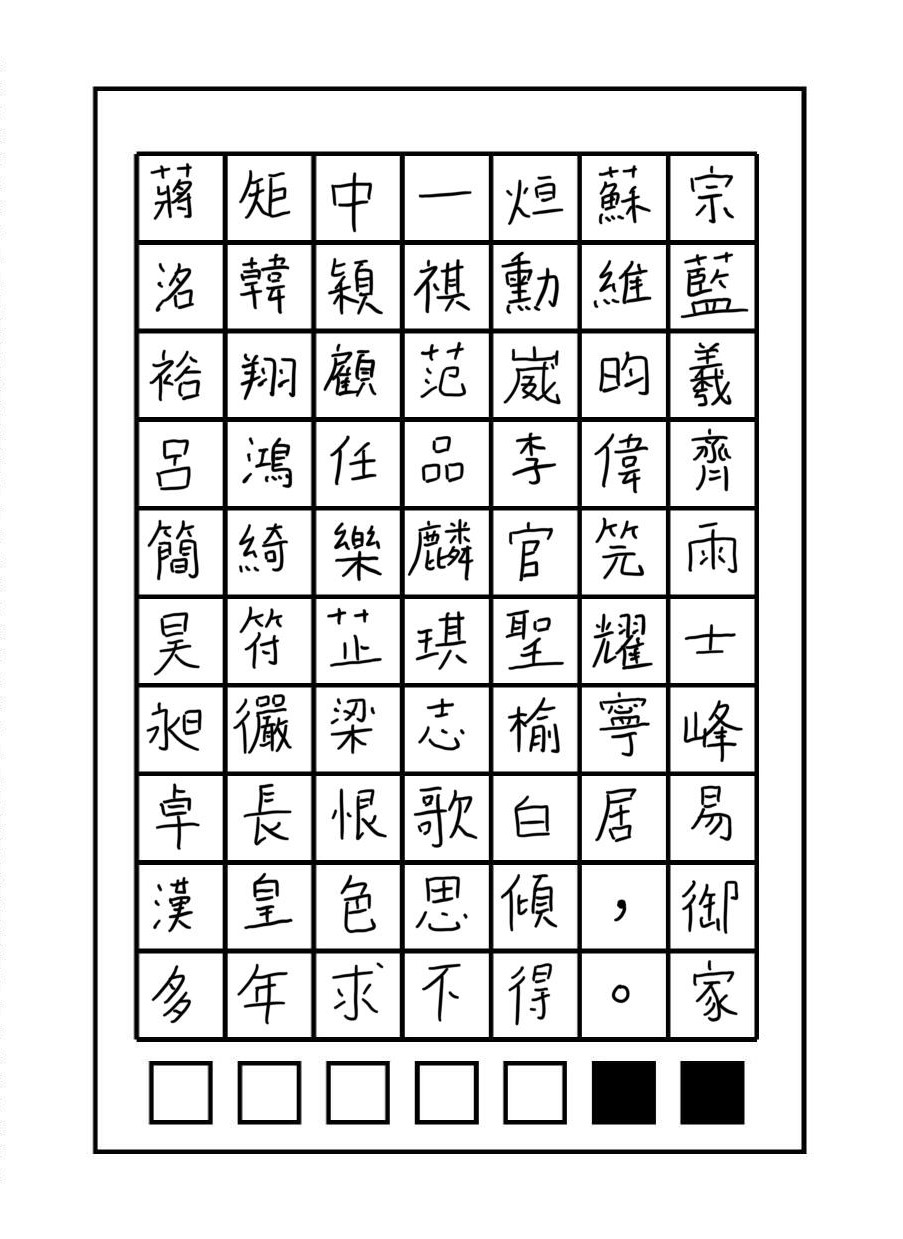 蔣矩中一烜蘇宗
洺韓穎祺勳維藍
裕翔顧范崴昀羲
呂鴻任品李偉齊
簡綺樂麟官笎雨
昊符芷琪聖耀士
昶儼梁志榆寧峰
卓長恨歌白居易
漢皇色思傾，御
多年求不得。家